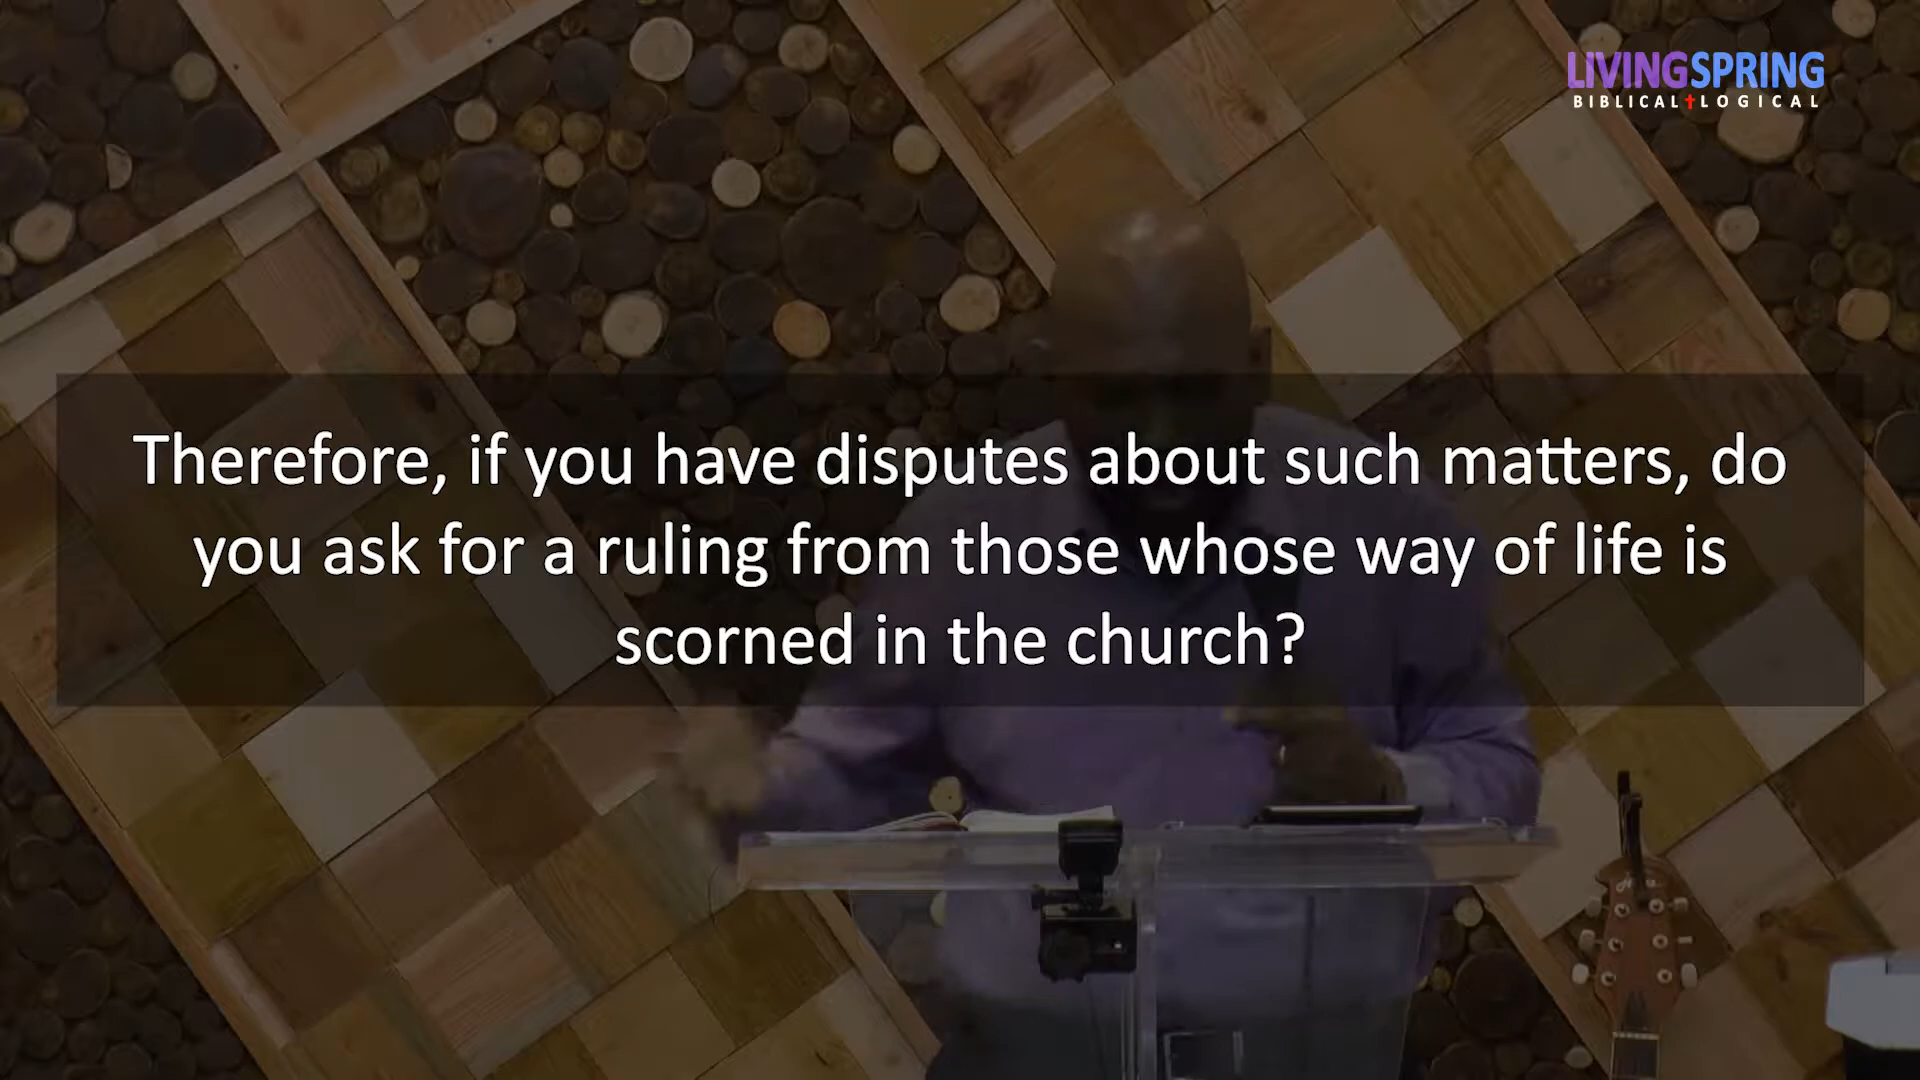 LIVINGSPRING
BIBLICAL LOGICAL
Therefore, if you have disputes about such matters, do
you ask for a ruling from those whose way of life is
scorned in the church?